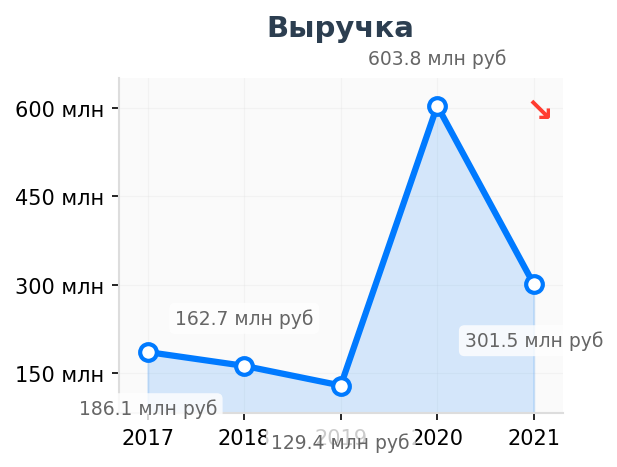 Выручка
603.8 млн руб
600 млн
450 млн
300 млн
162.7 млн руб
301.5 млн руб
150 млн
186.1 млн руб
2017 2018 2019 2020 2021
129.4 млн руб